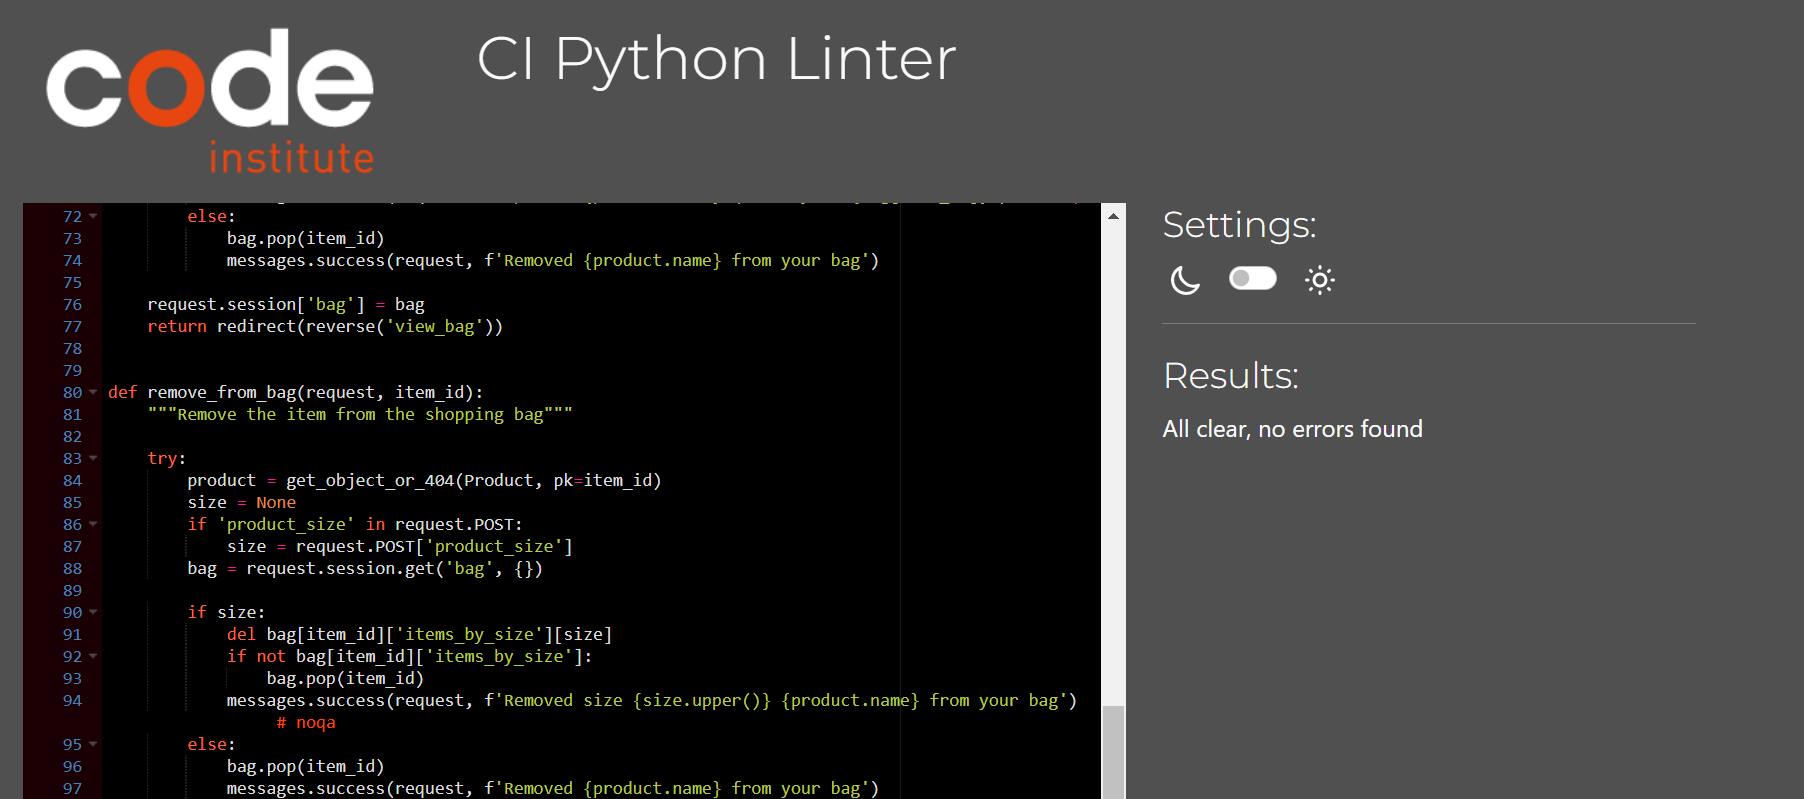 code
institute
CI Python Linter
72 else:
73 bag.pop(item_id)
74 messages.success(request, f'Removed {product.name} from your bag')
75
76 request.session['bag'] = bag
77 return redirect(reverse('view_bag'))
78
79
80 def remove_from_bag(request, item_id):
81 """Remove the item from the shopping bag"""
82
83 try:
84 product = get_object_or_404(Product, pk=item_id)
85 size = None
86 if 'product_size' in request.POST:
87 size = request.POST['product_size']
88 bag = request.session.get('bag', {})
89
90 if size:
91 del bag[item_id]['items_by_size'][size]
92 if not bag[item_id]['items_by_size']:
93 bag.pop(item_id)
94 messages.success(request, f'Removed size {size.upper()} {product.name} from your bag')
# noqa
95 else:
96 bag.pop(item_id)
97 messages.success(request, f'Removed {product.name} from your bag')
Settings:
Results:
All clear, no errors found